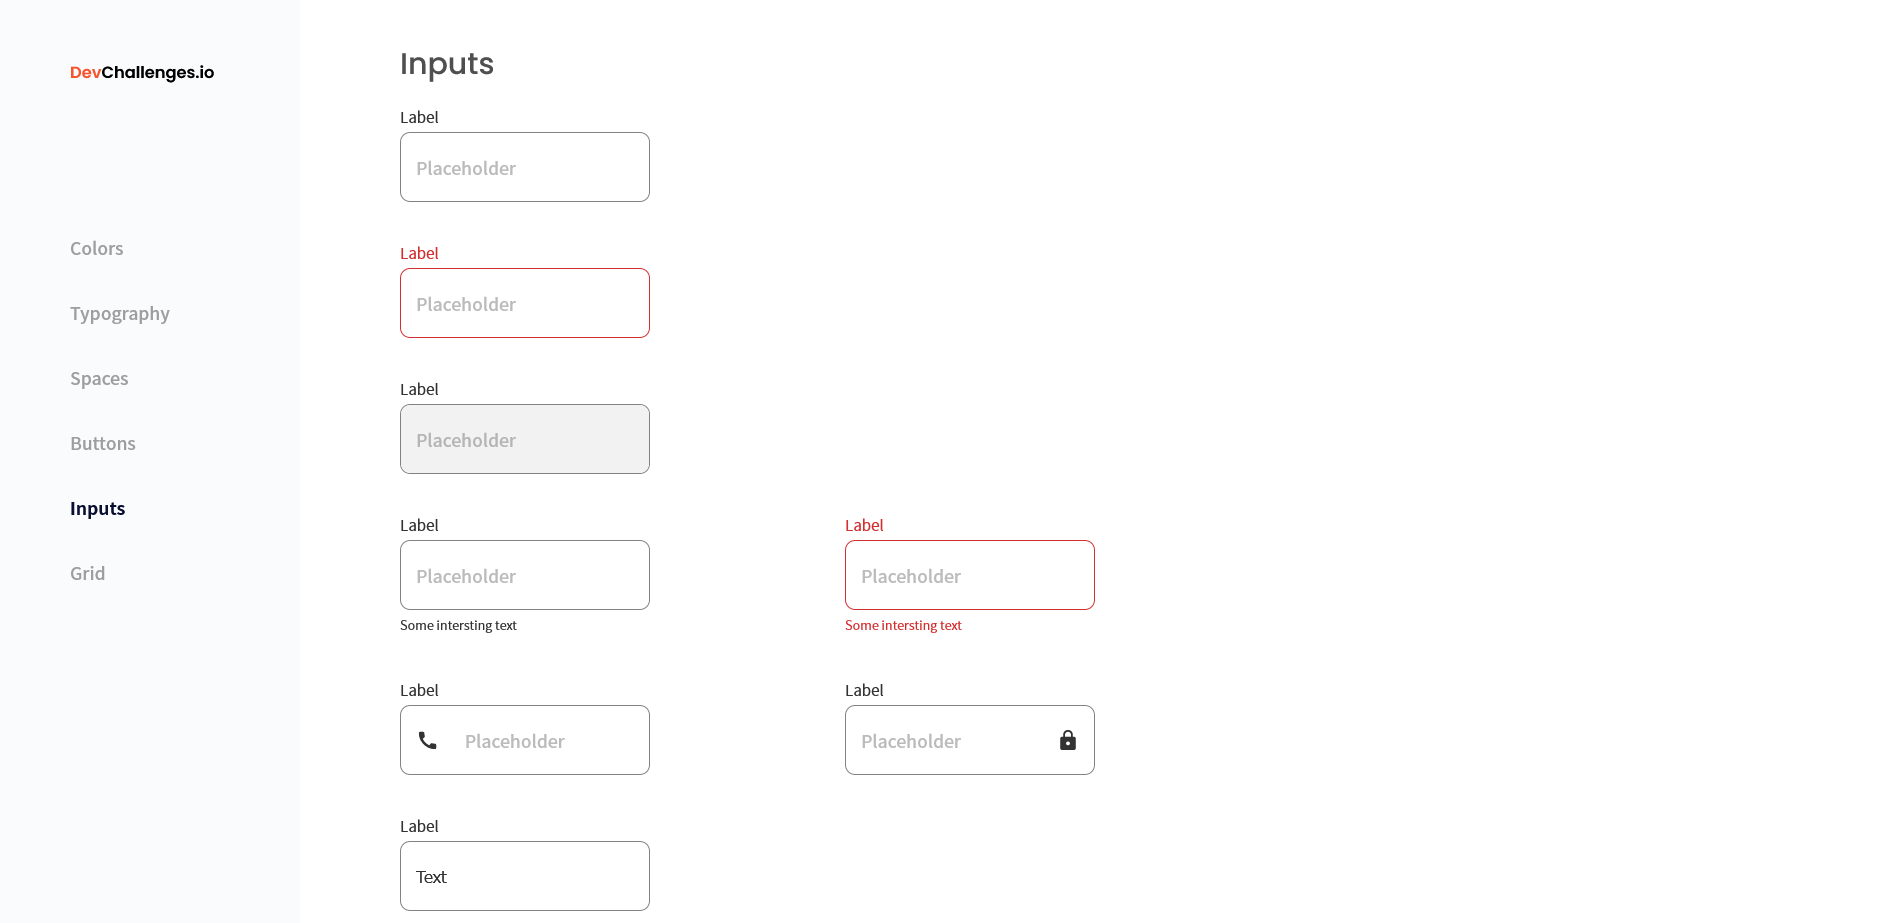 DevChallenges.io
Colors
Typography
Spaces
Buttons
Inputs
Grid
Inputs
Label
Placeholder
Label
Placeholder
Label
Placeholder
Label
Placeholder
Some intersting text
Label
Placeholder
Some intersting text
Label
Placeholder
Label
Placeholder
Label
Text